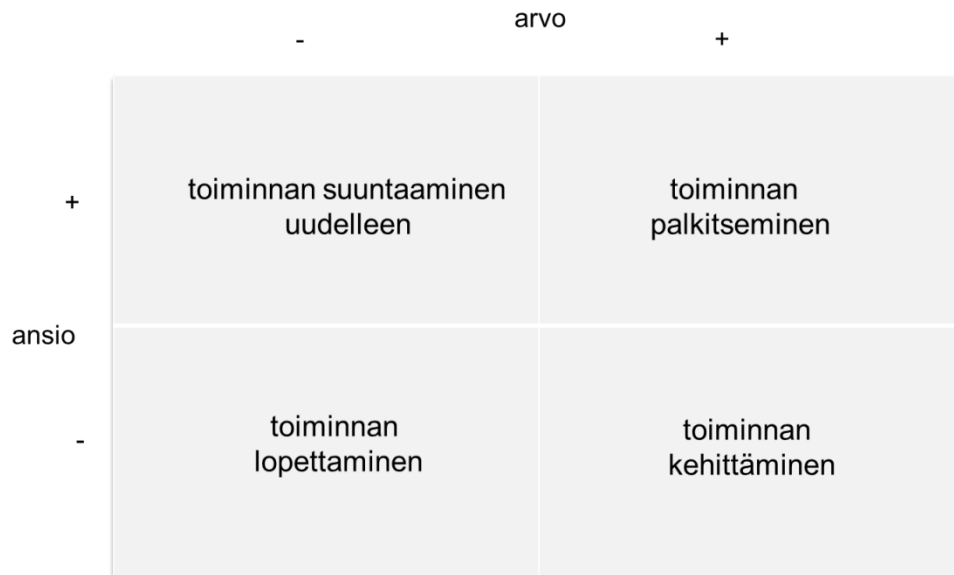 arvo
- +
+
toiminnan suuntaaminen
uudelleen
toiminnan
palkitseminen
ansio
-
toiminnan
lopettaminen
toiminnan
kehittäminen